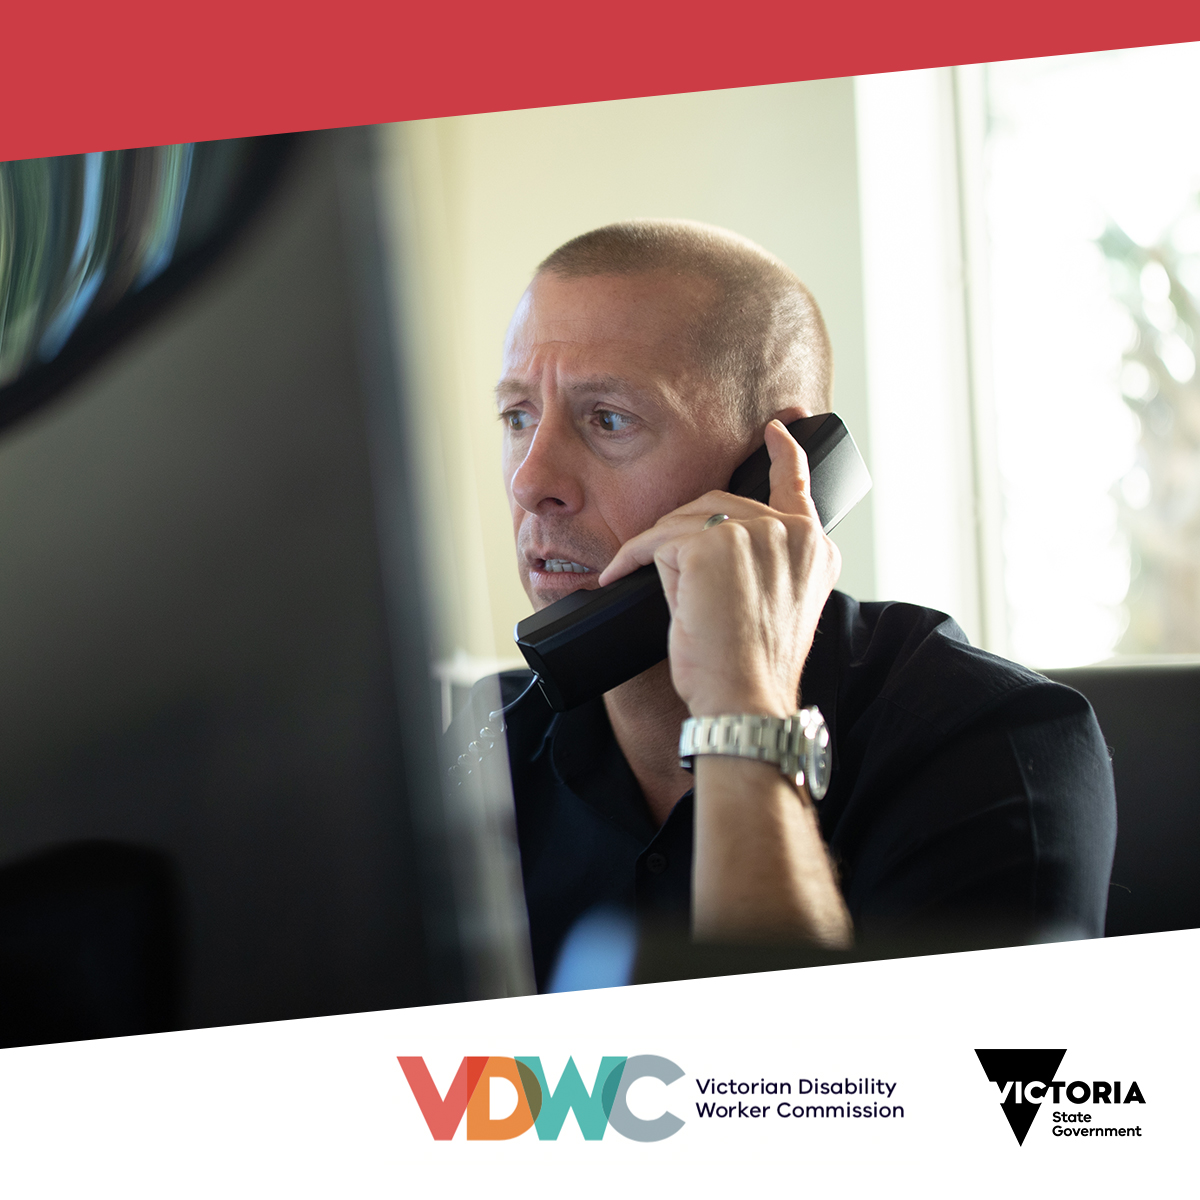 VDWC
Victorian Disability
Worker Commission
VICTORIA
State
Government